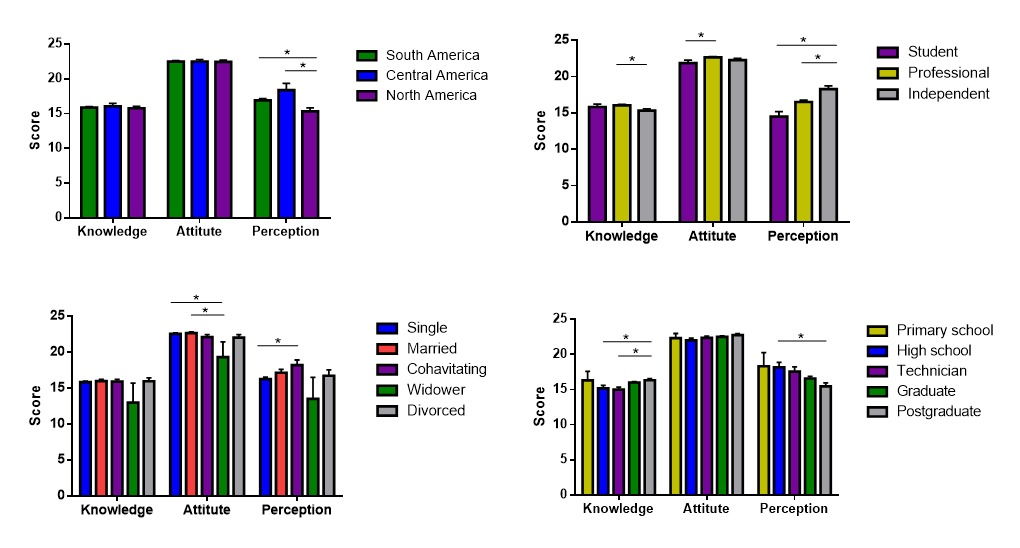 25
20
15
10
5
0
Score
Knowledge Attitute Perception
* *
South America
Central America
North America
25
20
15
10
5
0
Score
Knowledge Attitute Perception
* * * *
Student
Professional
Independent
25
20
15
10
5
0
Score
Knowledge Attitute Perception
* * *
Single
Married
Cohavitating
Widower
Divorced
25
20
15
10
5
0
Score
Knowledge Attitute Perception
* * *
Primary school
High school
Technician
Graduate
Postgraduate